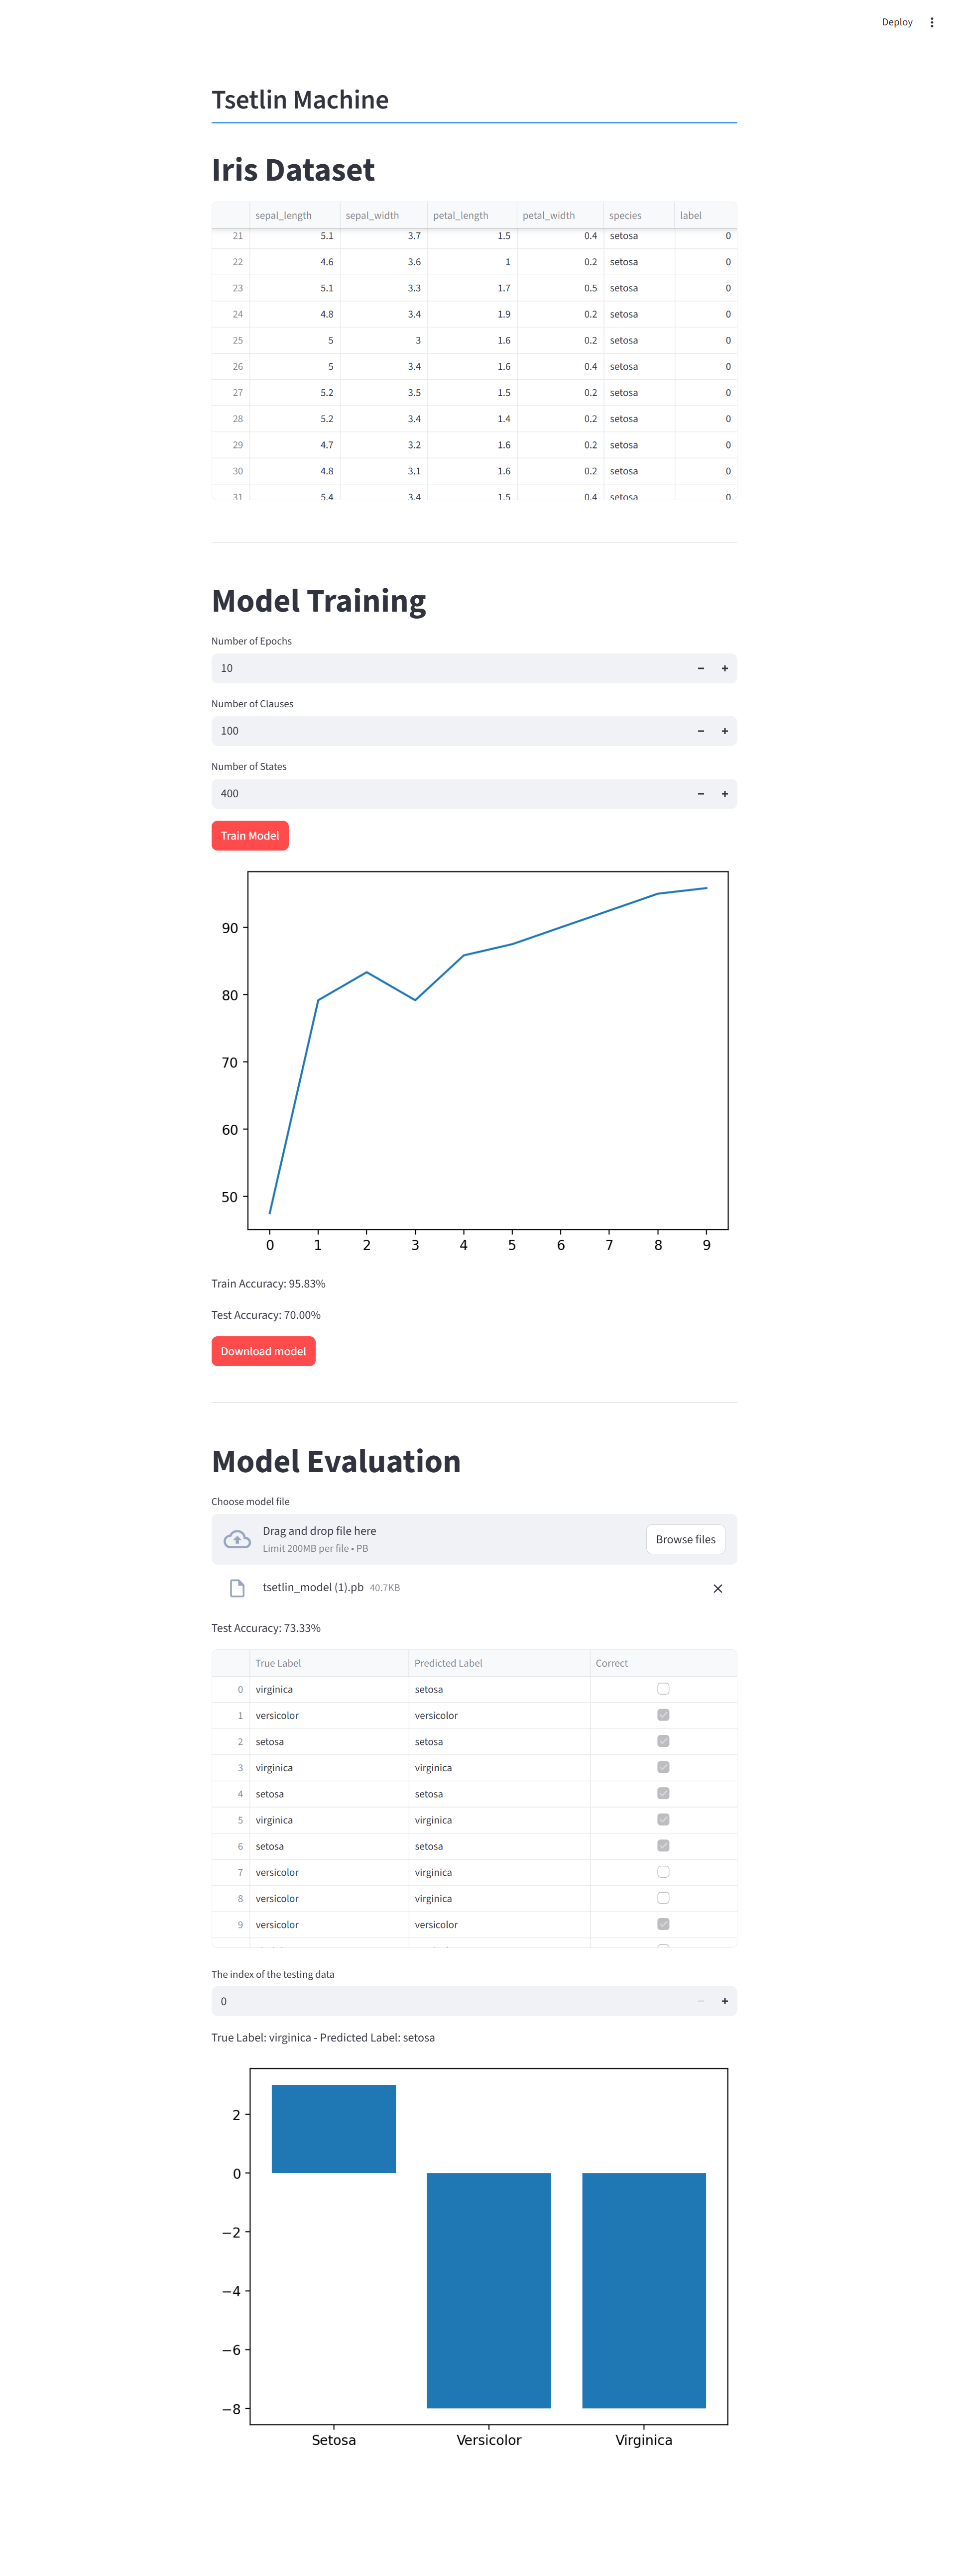 Deploy
Tsetlin Machine
Iris Dataset
sepal_length sepal_width petal_length petal_width species label
21 5.1 3.7 1.5 0.4 setosa 0
22 4.6 3.6 1 0.2 setosa 0
23 5.1 3.3 1.7 0.5 setosa 0
24 4.8 3.4 1.9 0.2 setosa 0
25 5 3 1.6 0.2 setosa 0
26 5 3.4 1.6 0.4 setosa 0
27 5.2 3.5 1.5 0.2 setosa 0
28 5.2 3.4 1.4 0.2 setosa 0
29 4.7 3.2 1.6 0.2 setosa 0
30 4.8 3.1 1.6 0.2 setosa 0
31 5.4 3.4 1.5 0.4 setosa 0
Model Training
Number of Epochs
10
Number of Clauses
100
Number of States
400
Train Model
90
80
70
60
50
0 1 2 3 4 5 6 7 8 9
Train Accuracy: 95.83%
Test Accuracy: 70.00%
Download model
Model Evaluation
Choose model file
Drag and drop file here
Limit 200MB per file • PB
Browse files
tsetlin_model (1).pb 40.7KB
Test Accuracy: 73.33%
True Label Predicted Label Correct
0 virginica setosa
1 versicolor versicolor
2 setosa setosa
3 virginica virginica
4 setosa setosa
5 virginica virginica
6 setosa setosa
7 versicolor virginica
8 versicolor virginica
9 versicolor versicolor
The index of the testing data
0
True Label: virginica - Predicted Label: setosa
2
0
−2
−4
−6
−8
Setosa Versicolor Virginica